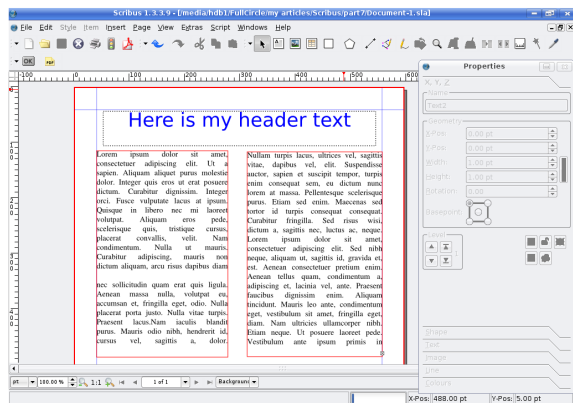 Scribus 1.3.3.9 - [/media/hdb1/FullCircle/my articles/Scribus/part7/Document-1.sla]
File Edit Style Item Insert Page View Extras Script Windows Help
OK PDF
Properties
X, Y, Z
Name
Text2
Geometry
X-Pos: 0.00 pt
Y-Pos: 0.00 pt
Width: 1.00 pt
Height: 1.00 pt
Rotation: 0.00
Basepoint:
Level
1
Shape
Text
Image
Line
Colours
-100 0 100 200 300 400 500 600
Here is my header text
Lorem ipsum dolor sit amet,
consectetuer adipiscing elit. Ut a
sapien. Aliquam aliquet purus molestie
dolor. Integer quis eros ut erat posuere
dictum. Curabitur dignissim. Integer
orci. Fusce vulputate lacus at ipsum.
Quisque in libero nec mi laoreet
volutpat. Aliquam eros pede,
scelerisque quis, tristique cursus,
placerat convallis, velit. Nam
condimentum. Nulla ut mauris.
Curabitur adipiscing, mauris non
dictum aliquam, arcu risus dapibus diam
nec sollicitudin quam erat quis ligula.
Aenean massa nulla, volutpat eu,
accumsan et, fringilla eget, odio. Nulla
placerat porta justo. Nulla vitae turpis.
Praesent lacus.Nam iaculis blandit
purus. Mauris odio nibh, hendrerit id,
cursus vel, sagittis a, dolor.
Nullam turpis lacus, ultrices vel, sagittis
vitae, dapibus vel, elit. Suspendisse
auctor, sapien et suscipit tempor, turpis
enim consequat sem, eu dictum nunc
lorem at massa. Pellentesque scelerisque
purus. Etiam sed enim. Maecenas sed
tortor id turpis consequat consequat.
Curabitur fringilla. Sed risus wisi,
dictum a, sagittis nec, luctus ac, neque.
Lorem ipsum dolor sit amet,
consectetuer adipiscing elit. Sed nibh
neque, aliquam ut, sagittis id, gravida et,
est. Aenean consectetuer pretium enim.
Aenean tellus quam, condimentum a,
adipiscing et, lacinia vel, ante. Praesent
faucibus dignissim enim. Aliquam
tincidunt. Mauris leo ante, condimentum
eget, vestibulum sit amet, fringilla eget,
diam. Nam ultricies ullamcorper nibh.
Etiam neque. Ut posuere laoreet pede.
Vestibulum ante ipsum primis in
pt 100.00 % 1:1 1 of 1 Background
X-Pos: 488.00 pt Y-Pos: 5.00 pt